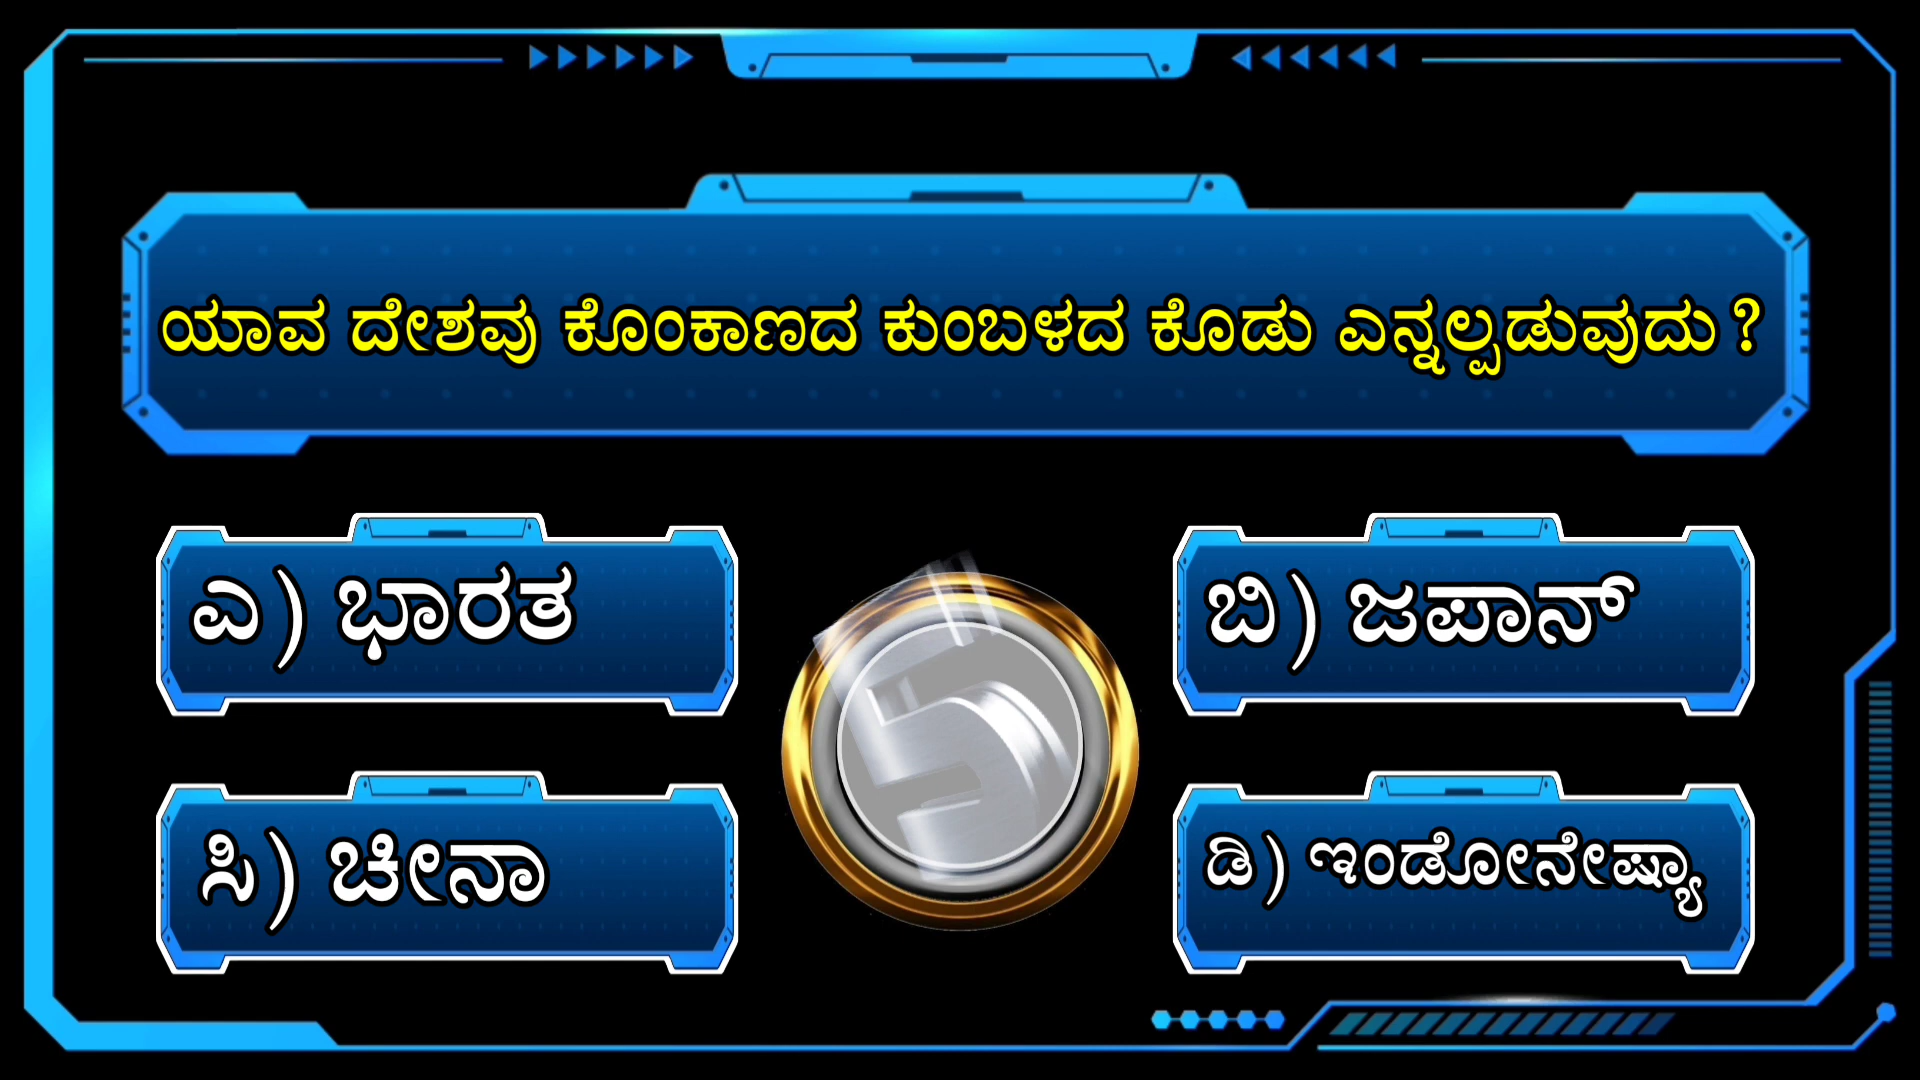 ಯಾವ ದೇಶವು ಕೊಂಕಾಣದ ಕುಂಬಳದ ಕೊಡು ಎನ್ನಲ್ಪಡುವುದು ?
ಎ) ಭಾರತ
ಬಿ) ಜಪಾನ್
ಸಿ) ಚೀನಾ
ಡಿ) ಇಂಡೋನೇಷ್ಯಾ